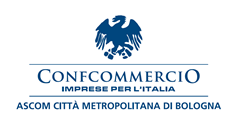 CONFCOMMERCIO
IMPRESE PER L'ITALIA
ASCOM CITTÀ METROPOLITANA DI BOLOGNA